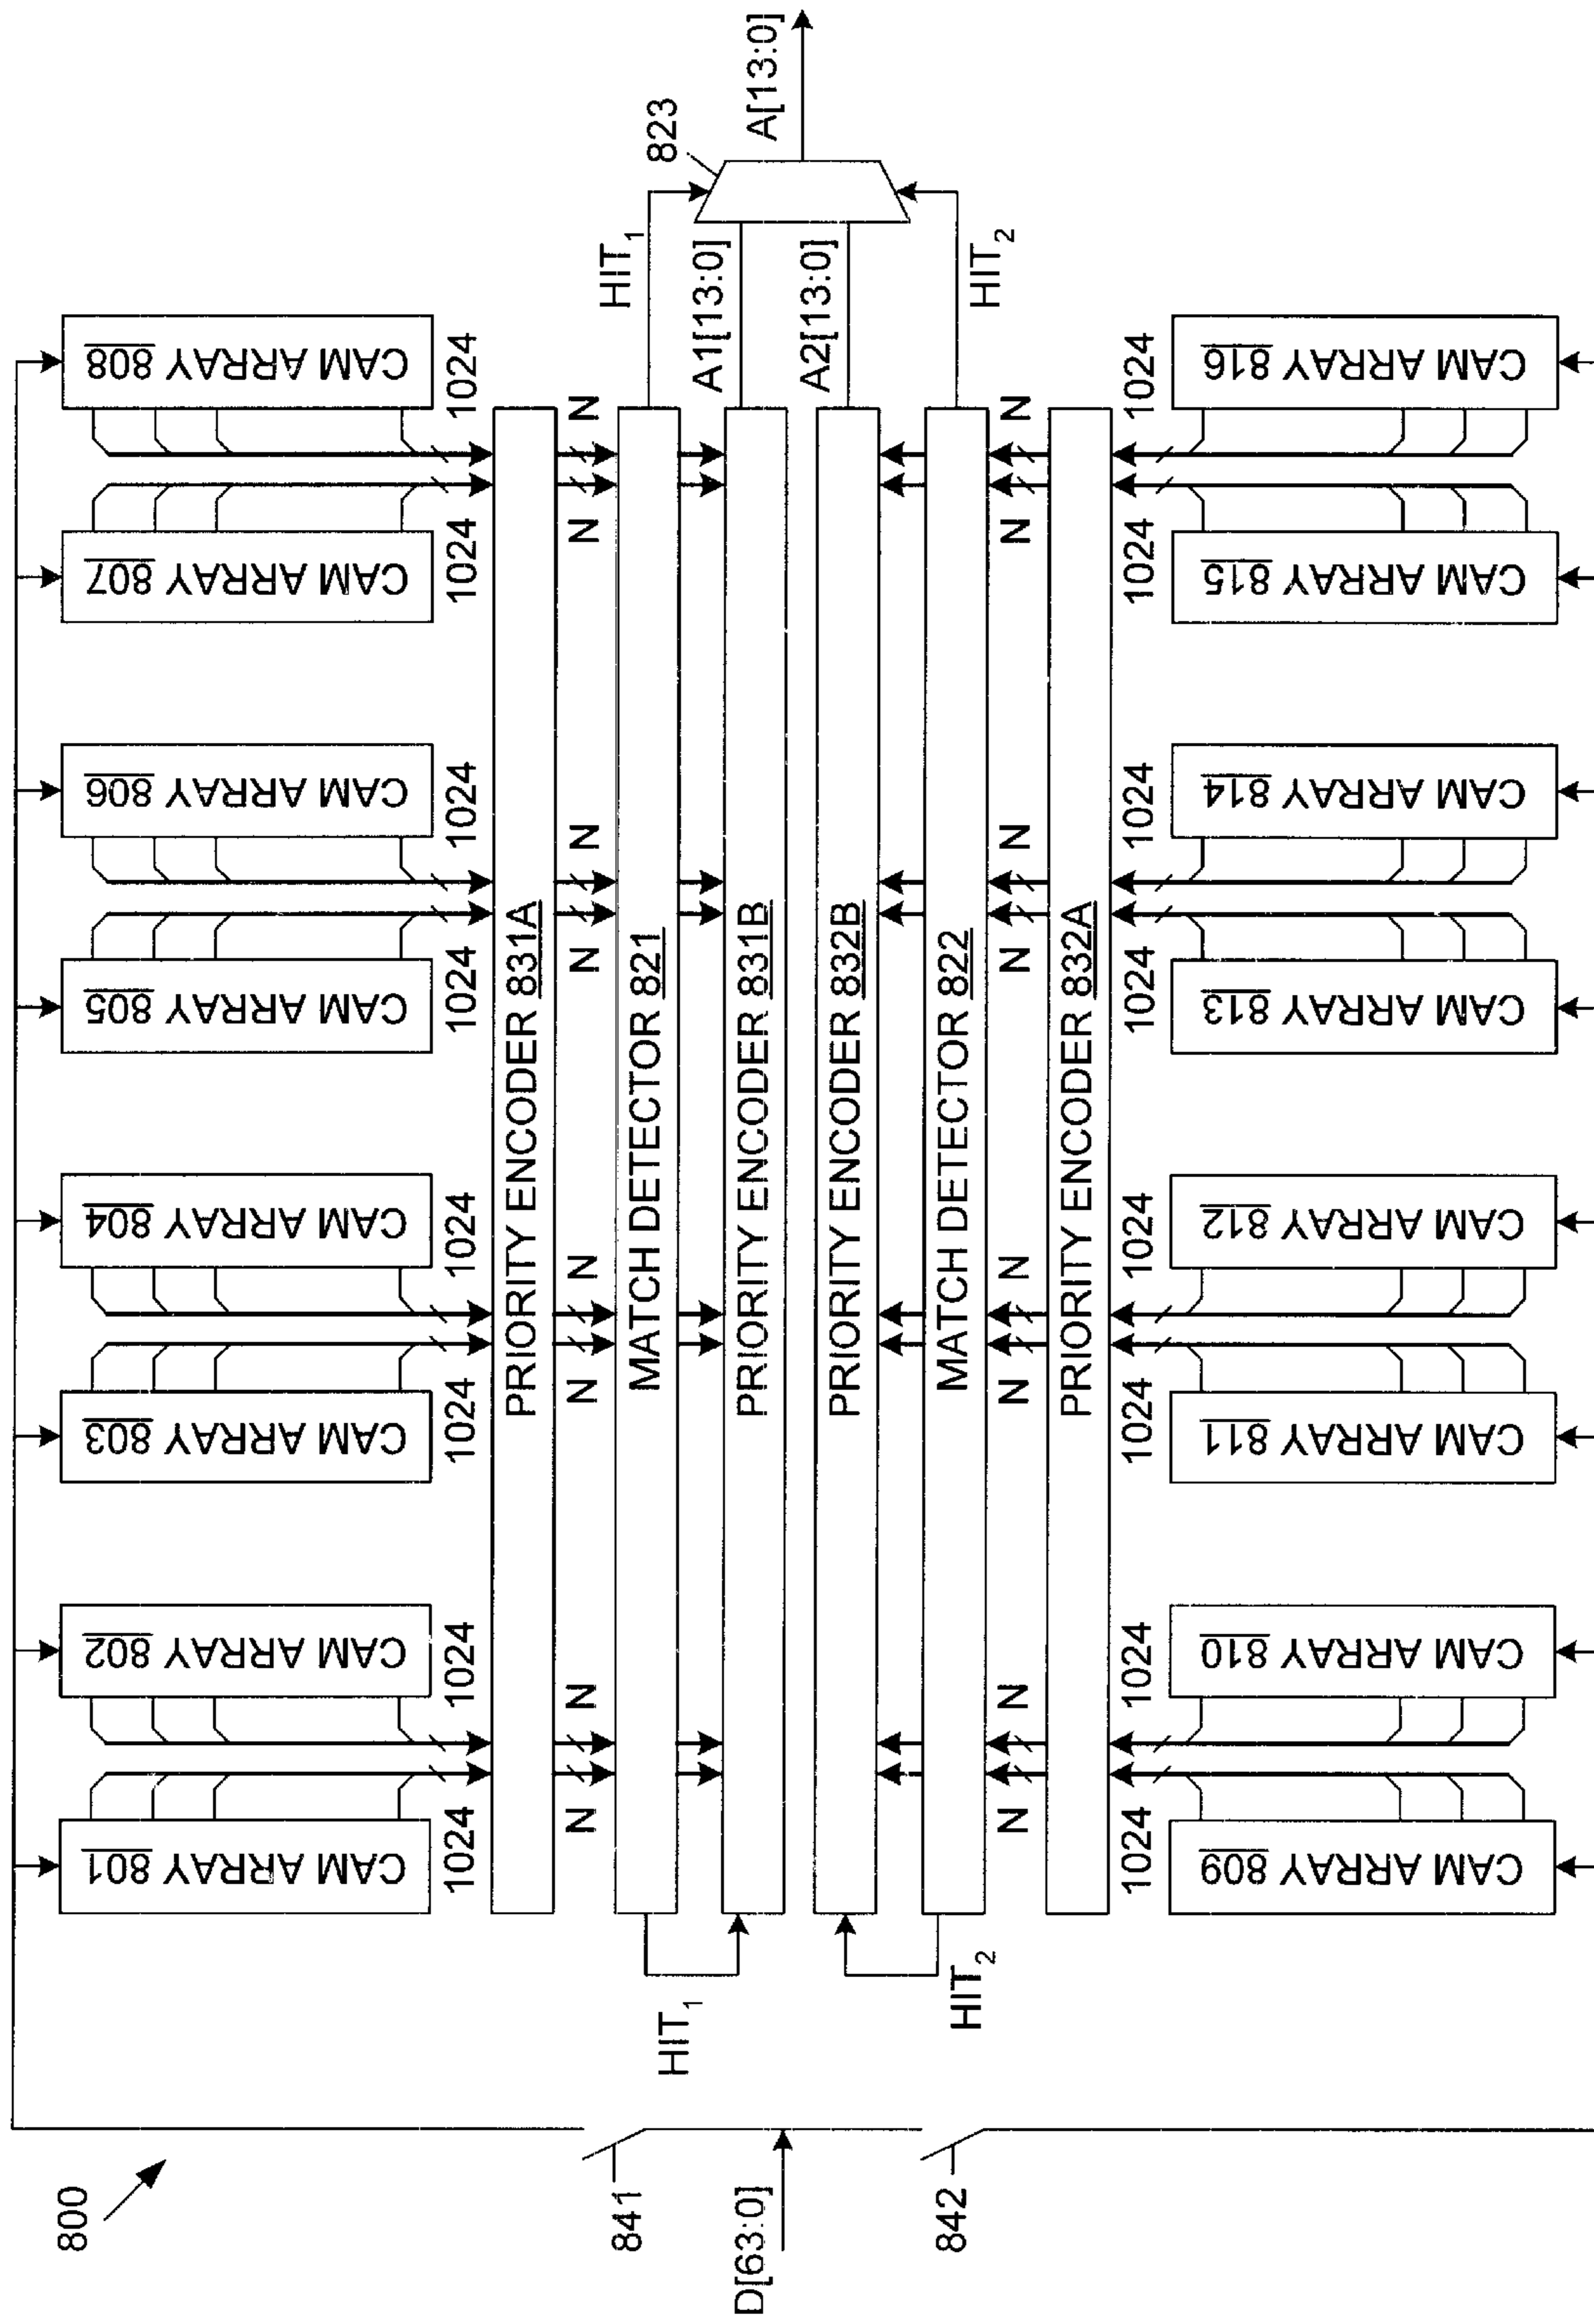 800
CAM ARRAY 801
CAM ARRAY 802
CAM ARRAY 803
CAM ARRAY 804
CAM ARRAY 805
CAM ARRAY 806
CAM ARRAY 807
CAM ARRAY 808
1024
1024
1024
1024
1024
1024
1024
1024
PRIORITY ENCODER 831A
N
N
N
N
N
N
N
N
841
HIT1
MATCH DETECTOR 821
HIT1
823
PRIORITY ENCODER 831B
A1[13:0]
D[63:0]
A[13:0]
PRIORITY ENCODER 832B
A2[13:0]
842
HIT2
MATCH DETECTOR 822
HIT2
N
N
N
N
N
N
N
N
PRIORITY ENCODER 832A
1024
1024
1024
1024
1024
1024
1024
1024
CAM ARRAY 809
CAM ARRAY 810
CAM ARRAY 811
CAM ARRAY 812
CAM ARRAY 813
CAM ARRAY 814
CAM ARRAY 815
CAM ARRAY 816